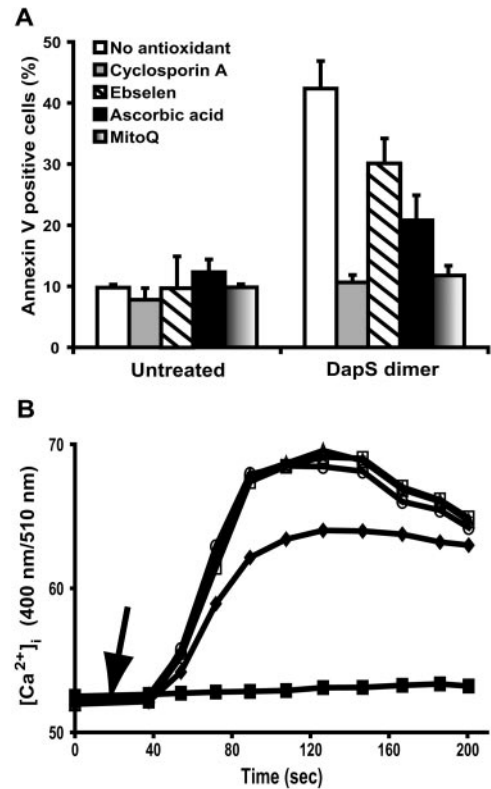 A
Annexin V positive cells (%)
50
40
30
20
10
0
No antioxidant
Cyclosporin A
Ebselen
Ascorbic acid
MitoQ
Untreated
DapS dimer
B
[Ca2+]i (400 nm/510 nm)
70
60
50
0
40
80
120
160
200
Time (sec)